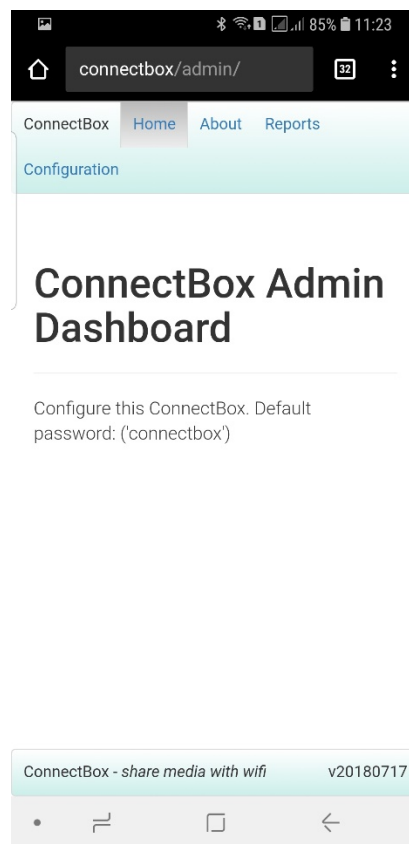 85% 11:23
connectbox/admin/ 32
ConnectBox Home About Reports
Configuration
ConnectBox Admin
Dashboard
Configure this ConnectBox. Default
password: ('connectbox')
ConnectBox - share media with wifi v20180717